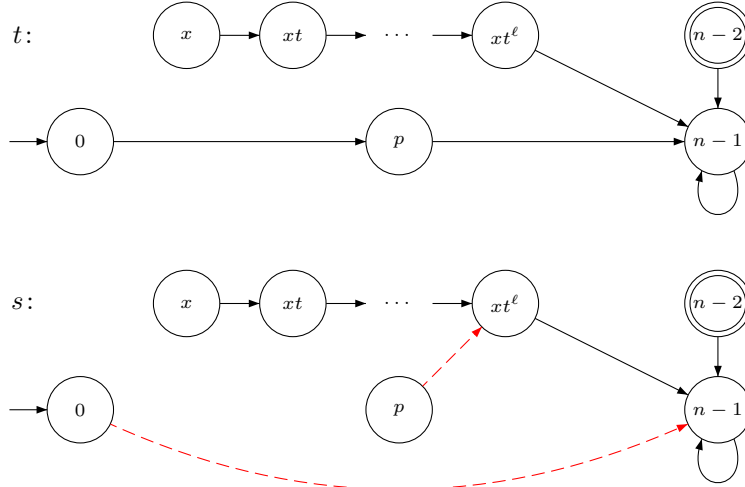 t: x xt ⋯ xt^ℓ n − 2
0 p n − 1
s: x xt ⋯ xt^ℓ n − 2
0 p n − 1